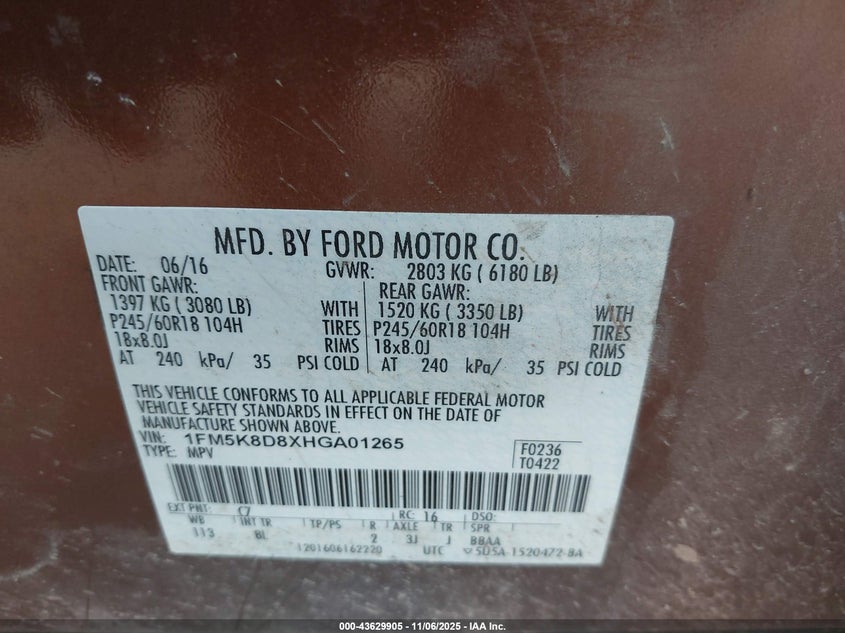 MFD. BY FORD MOTOR CO.
DATE: 06/16 GVWR: 2803 KG ( 6180 LB)
FRONT GAWR: REAR GAWR:
1397 KG ( 3080 LB) WITH 1520 KG ( 3350 LB) WITH
P245/60R18 104H TIRES P245/60R18 104H TIRES
18x8.0J RIMS 18x8.0J RIMS
AT 240 kPa/ 35 PSI COLD AT 240 kPa/ 35 PSI COLD
THIS VEHICLE CONFORMS TO ALL APPLICABLE FEDERAL MOTOR
VEHICLE SAFETY STANDARDS IN EFFECT ON THE DATE OF
MANUFACTURE SHOWN ABOVE.
VIN: 1FM5K8D8XHGA01265 F0236
TYPE: MPV T0422
EXT PNT: C7 RC: 16 DSO:
WB INT TR TP/PS R AXLE TR SPR
113 BL 2 3J J BBAA
1201606162220 UTC 5U5A-1520472-BA
000-43629905 - 11/06/2025 - IAA Inc.